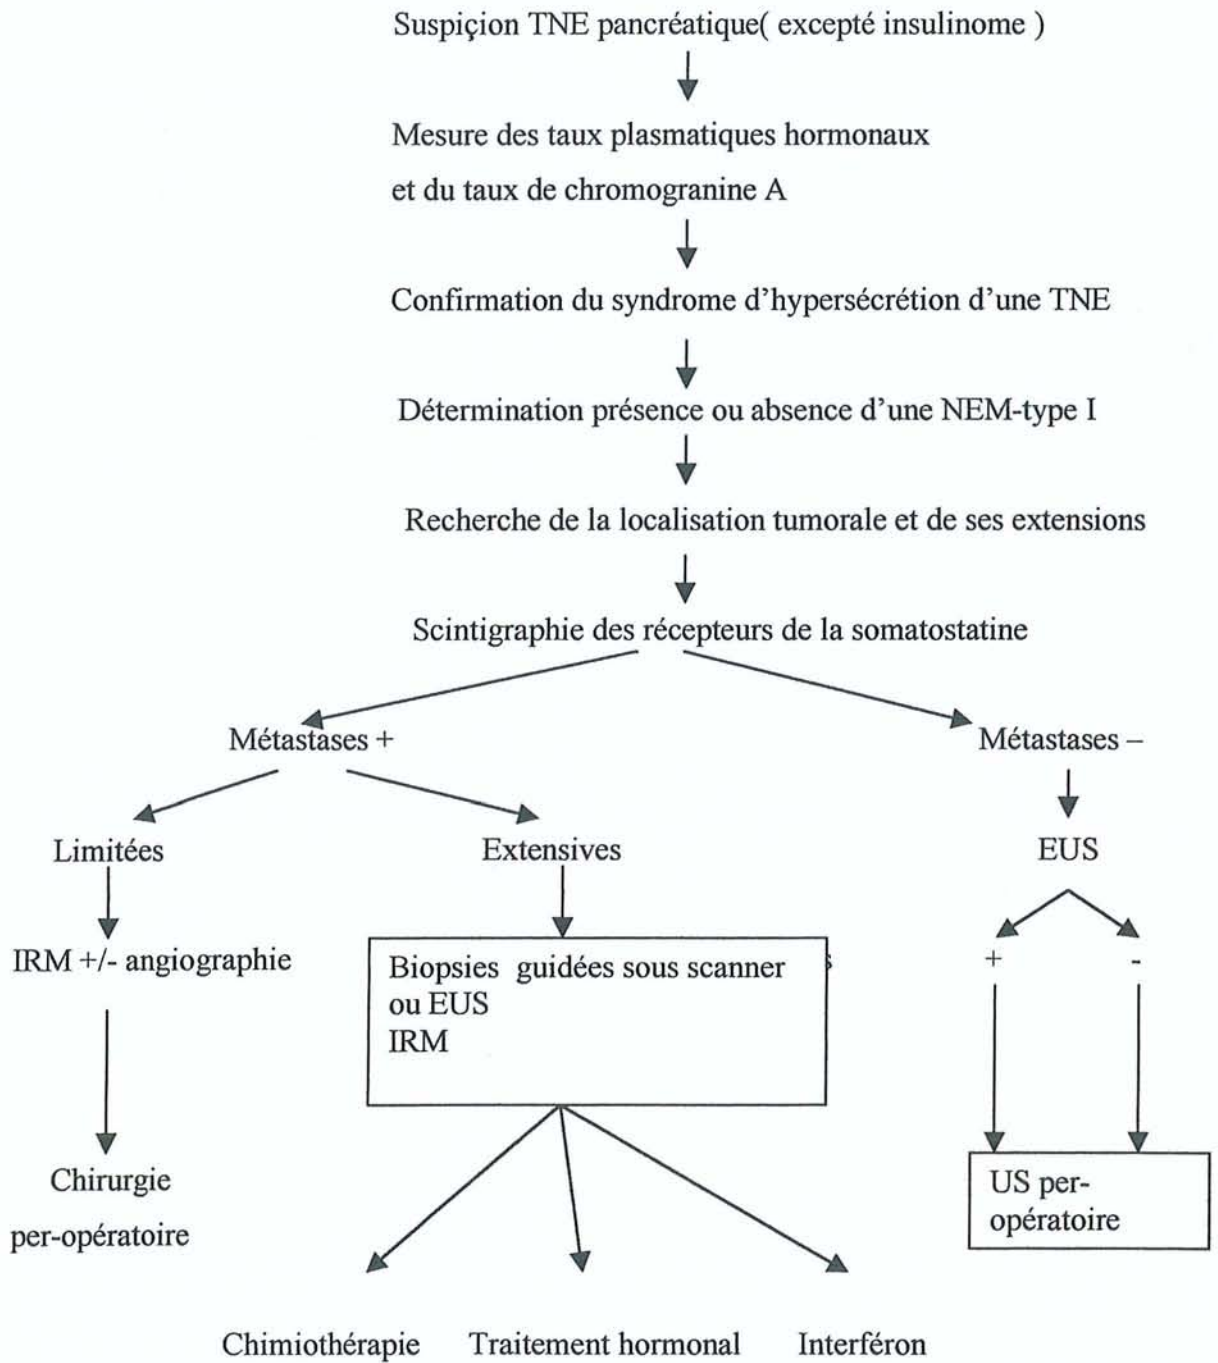 Suspiçion TNE pancréatique( excepté insulinome )
Mesure des taux plasmatiques hormonaux
et du taux de chromogranine A
Confirmation du syndrome d’hypersécrétion d’une TNE
Détermination présence ou absence d’une NEM-type I
Recherche de la localisation tumorale et de ses extensions
Scintigraphie des récepteurs de la somatostatine
Métastases +
Métastases –
Limitées
Extensives
EUS
IRM +/- angiographie
Biopsies guidées sous scanner
ou EUS
IRM
+
-
Chirurgie
per-opératoire
US per-
opératoire
Chimiothérapie
Traitement hormonal
Interféron